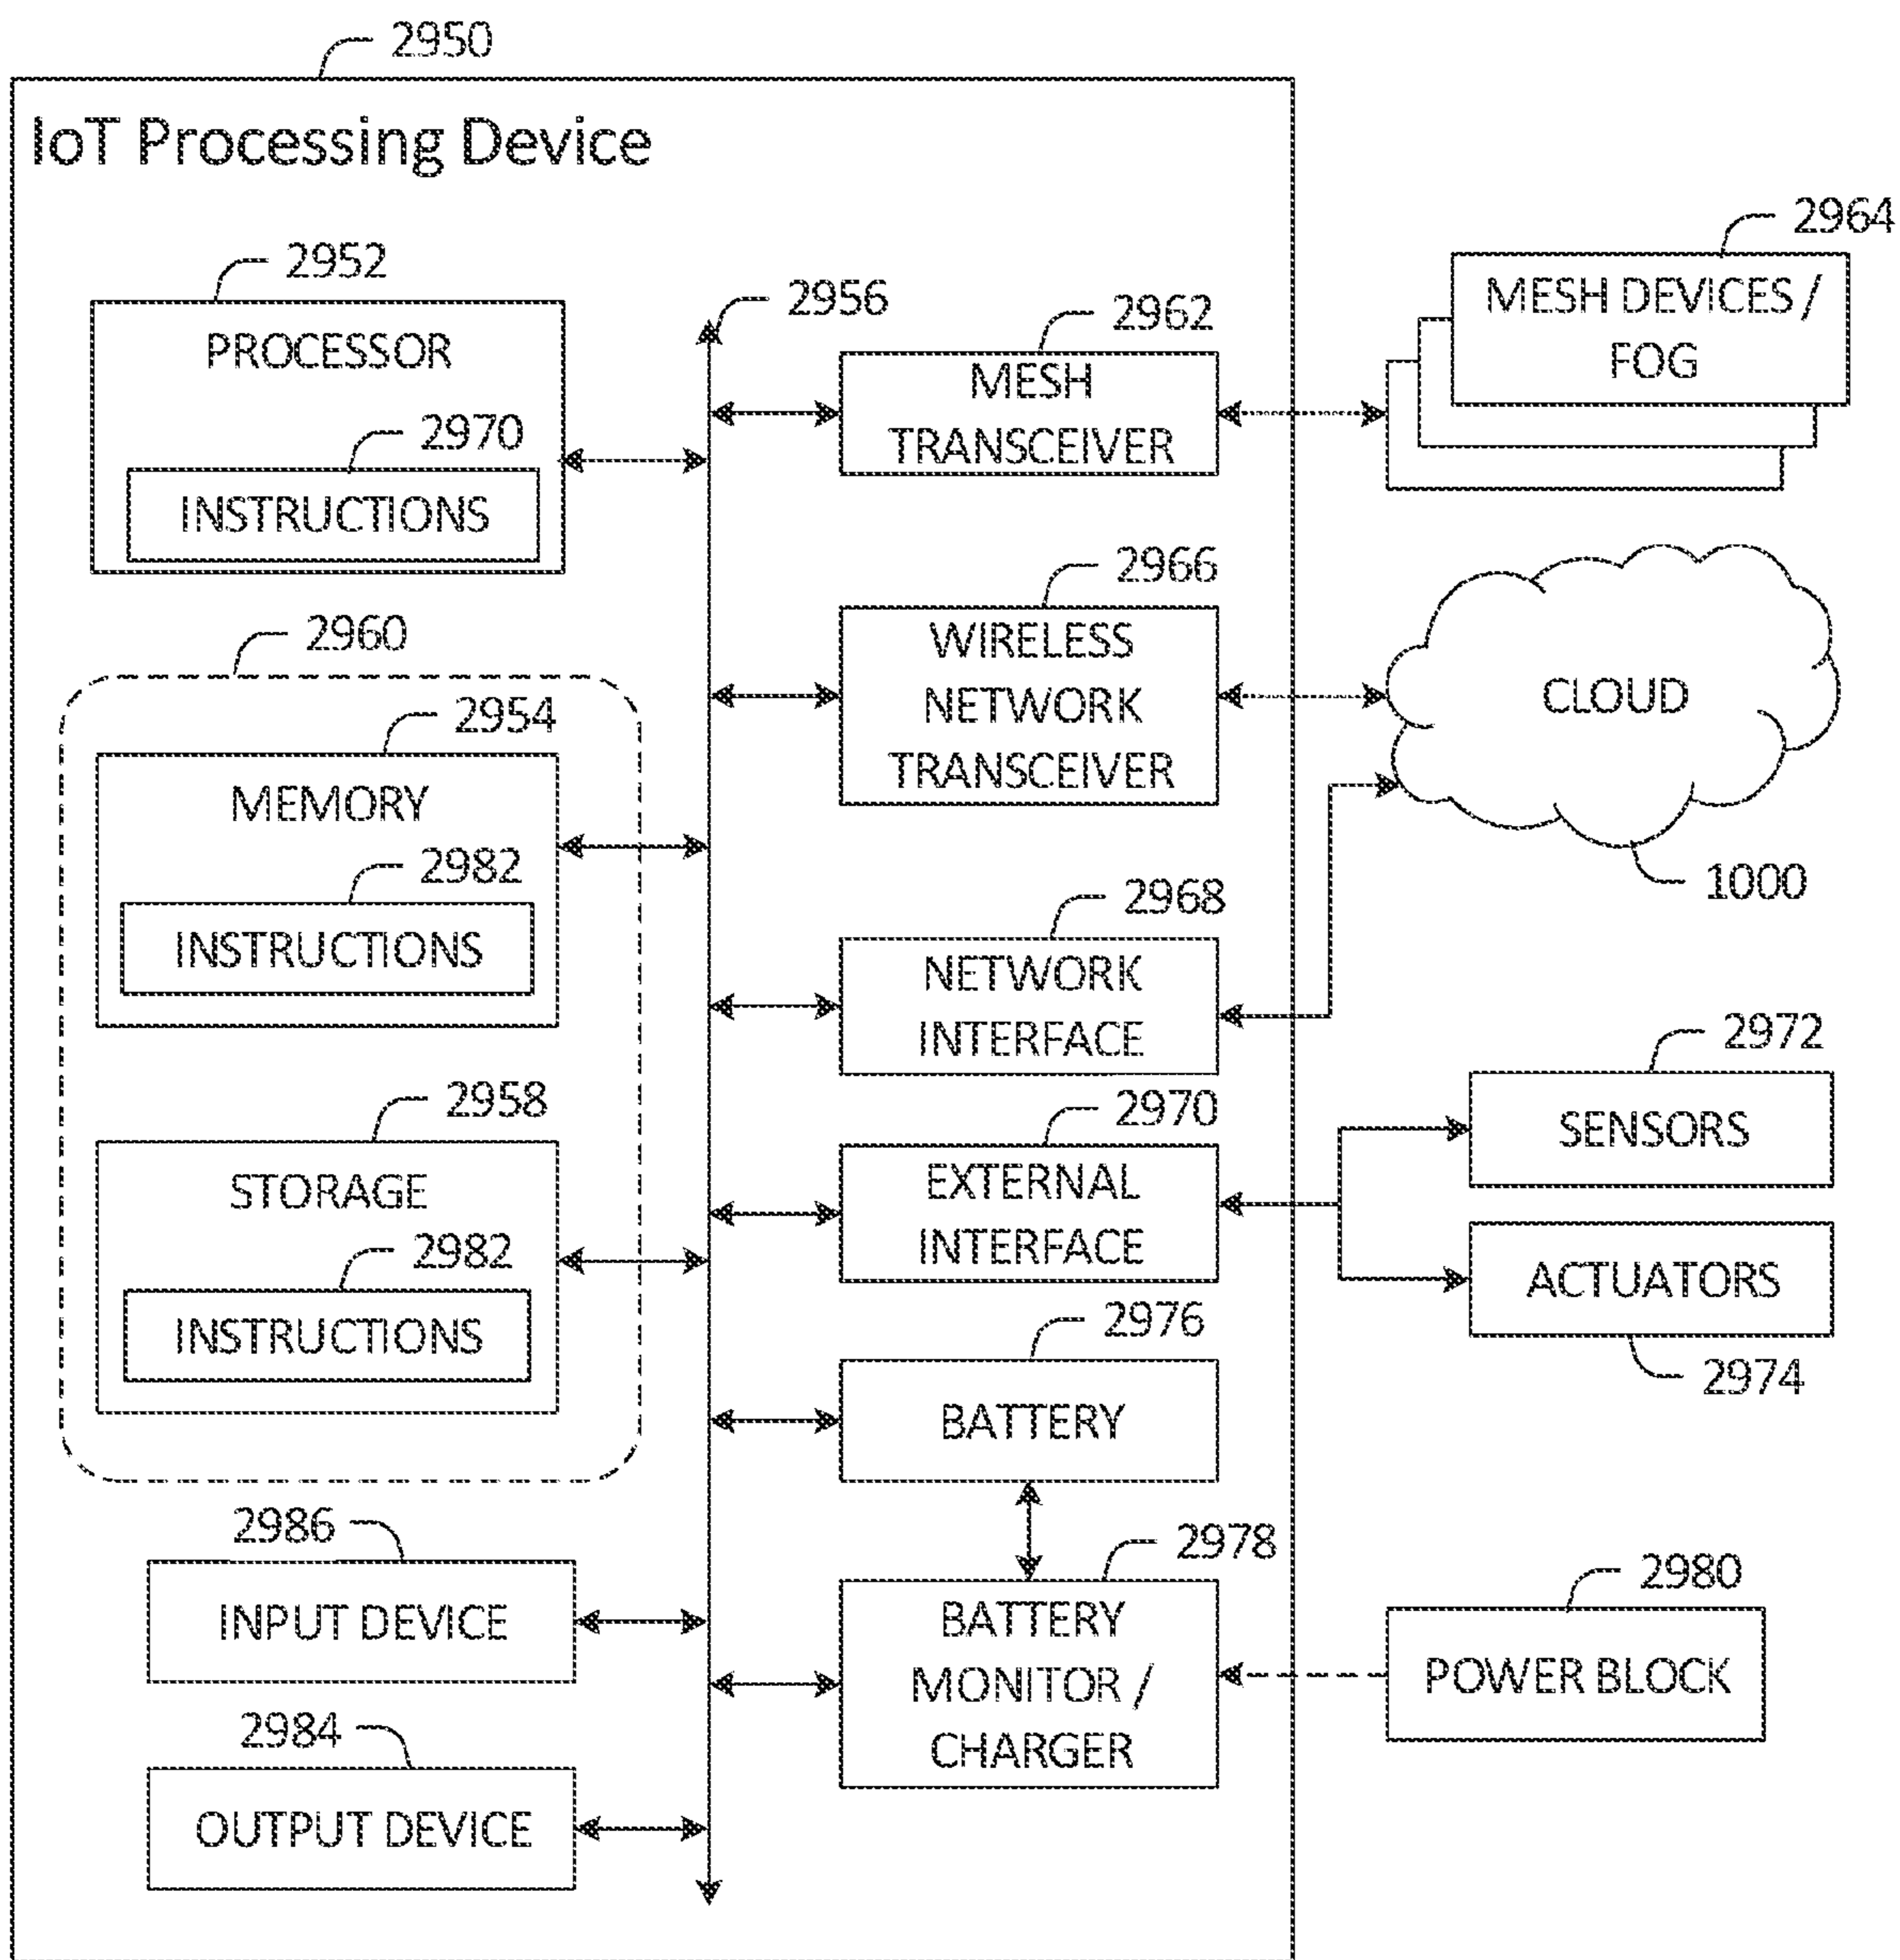 2950
IoT Processing Device
2952
PROCESSOR
2970
INSTRUCTIONS
2960
2954
MEMORY
2982
INSTRUCTIONS
2958
STORAGE
2982
INSTRUCTIONS
2986
INPUT DEVICE
2984
OUTPUT DEVICE
2956
2962
MESH
TRANSCEIVER
2966
WIRELESS
NETWORK
TRANSCEIVER
2968
NETWORK
INTERFACE
2970
EXTERNAL
INTERFACE
2976
BATTERY
2978
BATTERY
MONITOR /
CHARGER
2964
MESH DEVICES /
FOG
CLOUD
1000
2972
SENSORS
ACTUATORS
2974
2980
POWER BLOCK